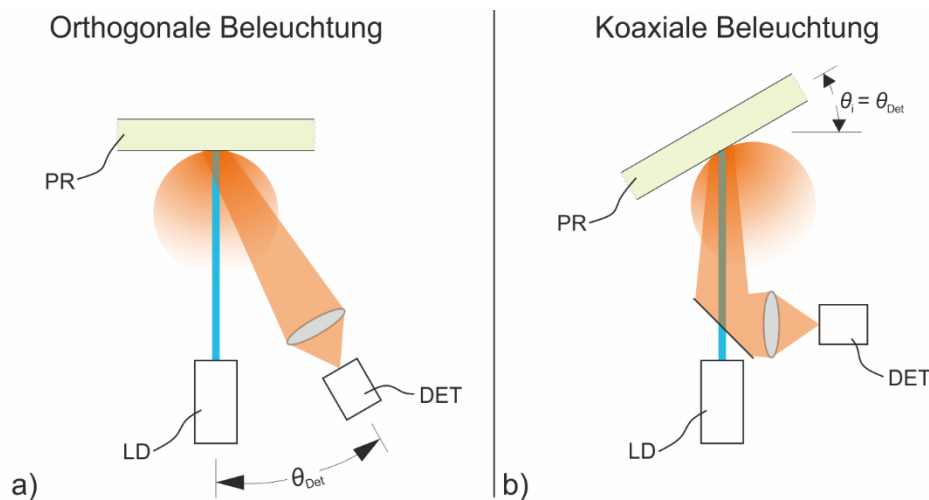 Orthogonale Beleuchtung
PR
LD
DET
θDet
a)
Koaxiale Beleuchtung
θi = θDet
PR
DET
LD
b)